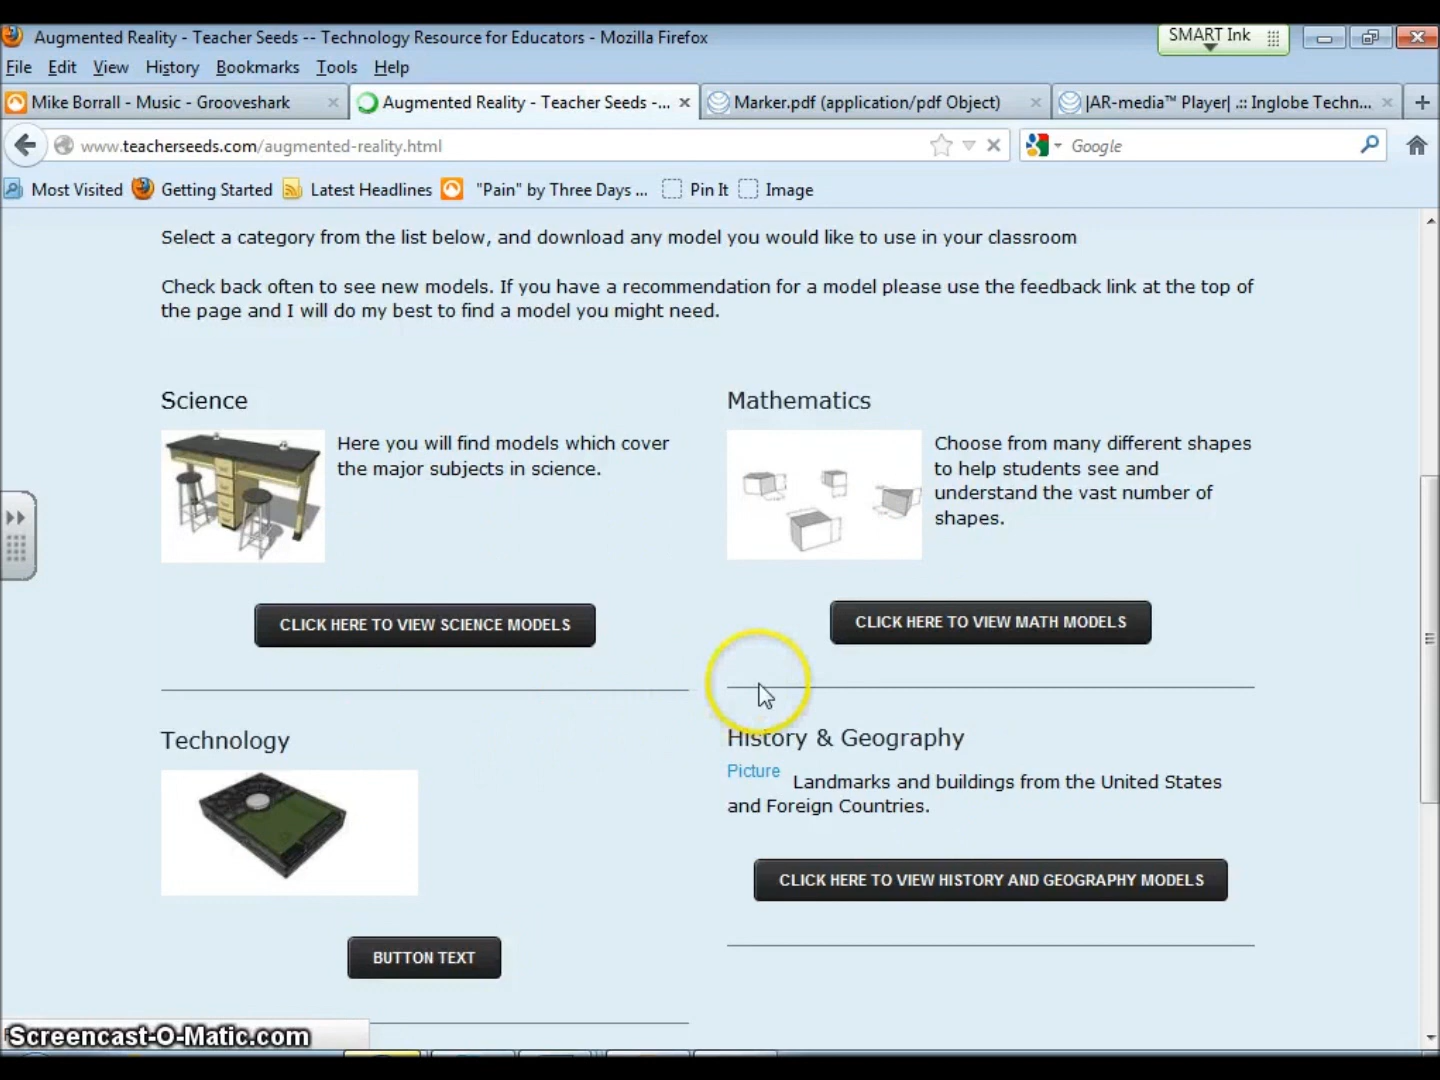 Augmented Reality - Teacher Seeds -- Technology Resource for Educators - Mozilla Firefox
SMART Ink
File Edit View History Bookmarks Tools Help
Mike Borrall - Music - Grooveshark
Augmented Reality - Teacher Seeds -...
Marker.pdf (application/pdf Object)
|AR-media™ Player| .:: Inglobe Techn...
www.teacherseeds.com/augmented-reality.html
Google
Most Visited Getting Started Latest Headlines "Pain" by Three Days ... Pin It Image
Select a category from the list below, and download any model you would like to use in your classroom
Check back often to see new models. If you have a recommendation for a model please use the feedback link at the top of
the page and I will do my best to find a model you might need.
Science
Here you will find models which cover
the major subjects in science.
CLICK HERE TO VIEW SCIENCE MODELS
Mathematics
Choose from many different shapes
to help students see and
understand the vast number of
shapes.
CLICK HERE TO VIEW MATH MODELS
Technology
BUTTON TEXT
History & Geography
Picture
Landmarks and buildings from the United States
and Foreign Countries.
CLICK HERE TO VIEW HISTORY AND GEOGRAPHY MODELS
Screencast-O-Matic.com